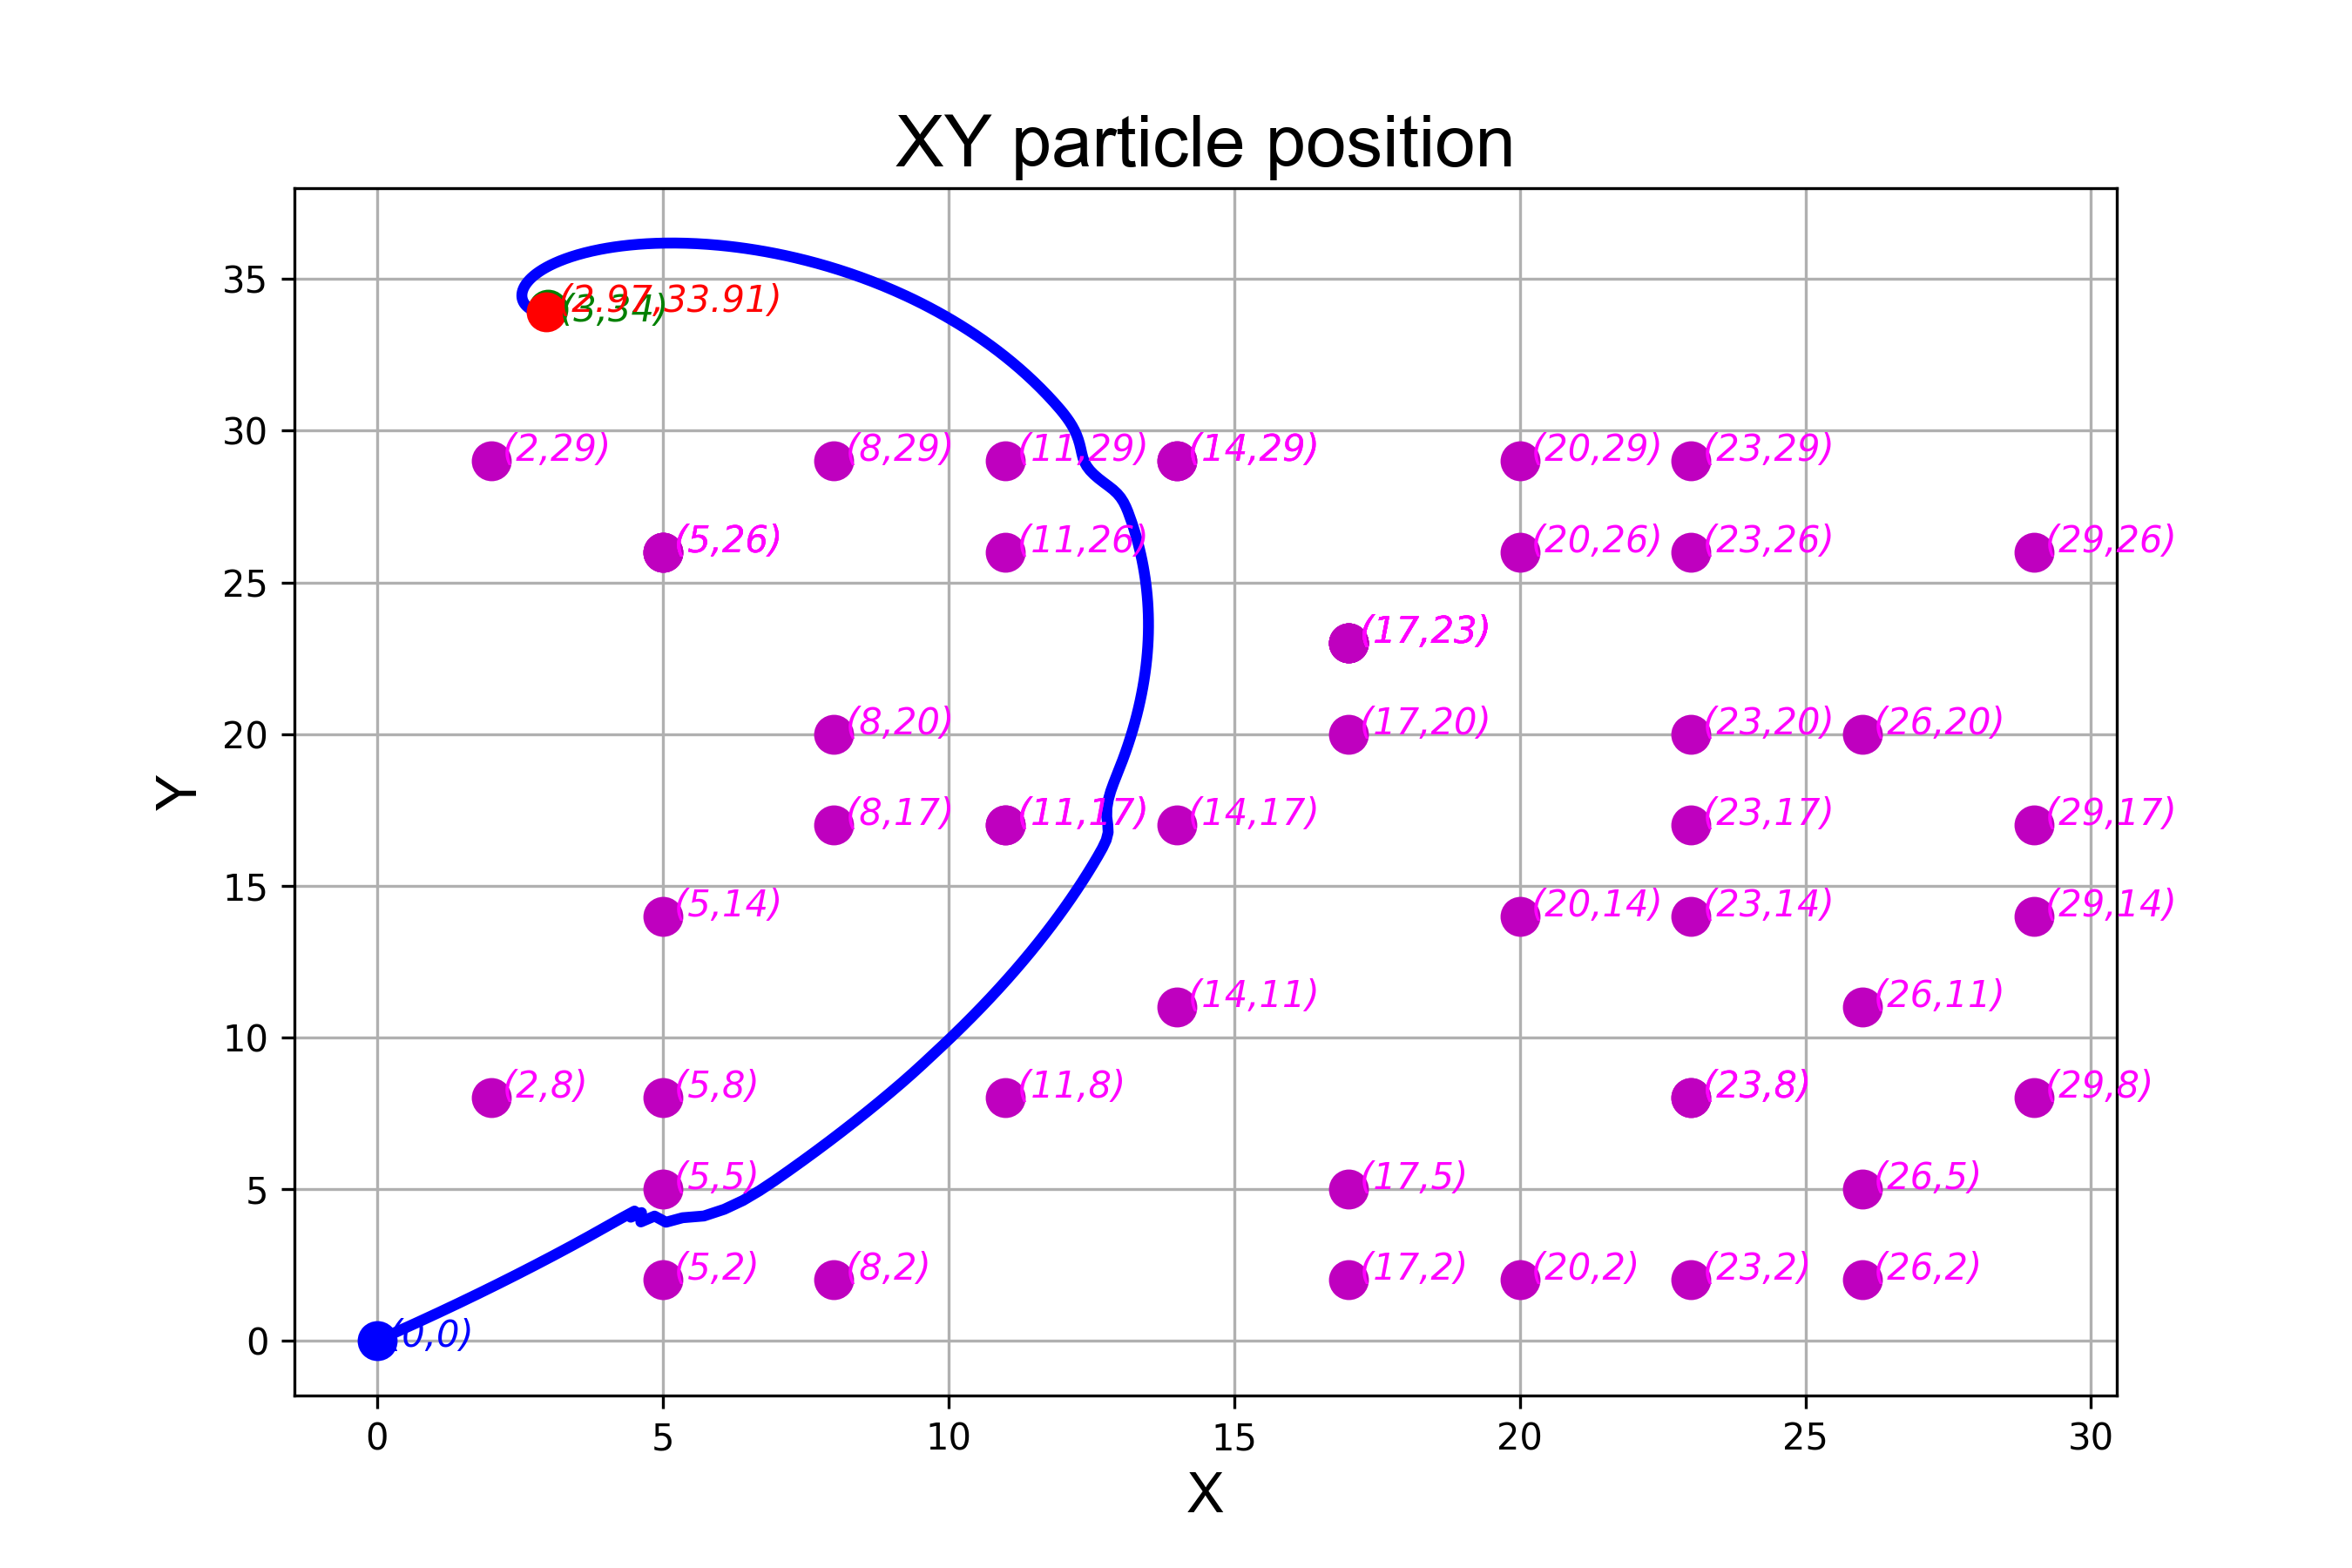 XY particle position
35
(2.97,33.91)
(3,34)
30
(2,29) (8,29) (11,29) (14,29) (20,29) (23,29)
(5,26) (11,26) (20,26) (23,26) (29,26)
25
(17,23)
20
(8,20) (17,20) (23,20) (26,20)
(8,17) (11,17) (14,17) (23,17) (29,17)
15
(5,14) (20,14) (23,14) (29,14)
(14,11) (26,11)
10
(2,8) (5,8) (11,8) (23,8) (29,8)
5
(5,5) (17,5) (26,5)
(5,2) (8,2) (17,2) (20,2) (23,2) (26,2)
0
(0,0)
Y
0 5 10 15 20 25 30
X